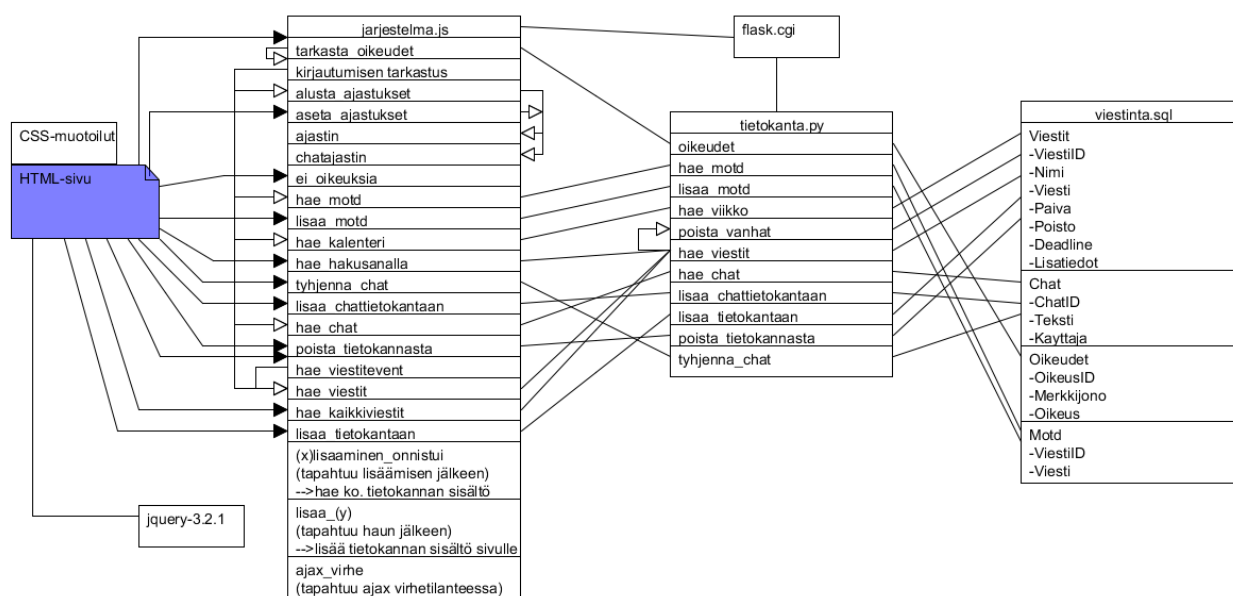 CSS-muotoilut
HTML-sivu
jquery-3.2.1
jarjestelma.js
tarkasta_oikeudet
kirjautumisen tarkastus
alusta_ajastukset
aseta_ajastukset
ajastin
chatajastin
ei_oikeuksia
hae_motd
lisaa_motd
hae_kalenteri
hae_hakusanalla
tyhjenna_chat
lisaa_chattietokantaan
hae_chat
poista_tietokannasta
hae_viestitevent
hae_viestit
hae_kaikkiviestit
lisaa_tietokantaan
(x)lisaaminen_onnistui
(tapahtuu lisäämisen jälkeen)
-->hae ko. tietokannan sisältö
lisaa_(y)
(tapahtuu haun jälkeen)
-->lisää tietokannan sisältö sivulle
ajax_virhe
(tapahtuu ajax virhetilanteessa)
flask.cgi
tietokanta.py
oikeudet
hae_motd
lisaa_motd
hae_viikko
poista_vanhat
hae_viestit
hae_chat
lisaa_chattietokantaan
lisaa_tietokantaan
poista_tietokannasta
tyhjenna_chat
viestinta.sql
Viestit
-ViestiID
-Nimi
-Viesti
-Paiva
-Poisto
-Deadline
-Lisatiedot
Chat
-ChatID
-Teksti
-Kayttaja
Oikeudet
-OikeusID
-Merkkijono
-Oikeus
Motd
-ViestiID
-Viesti